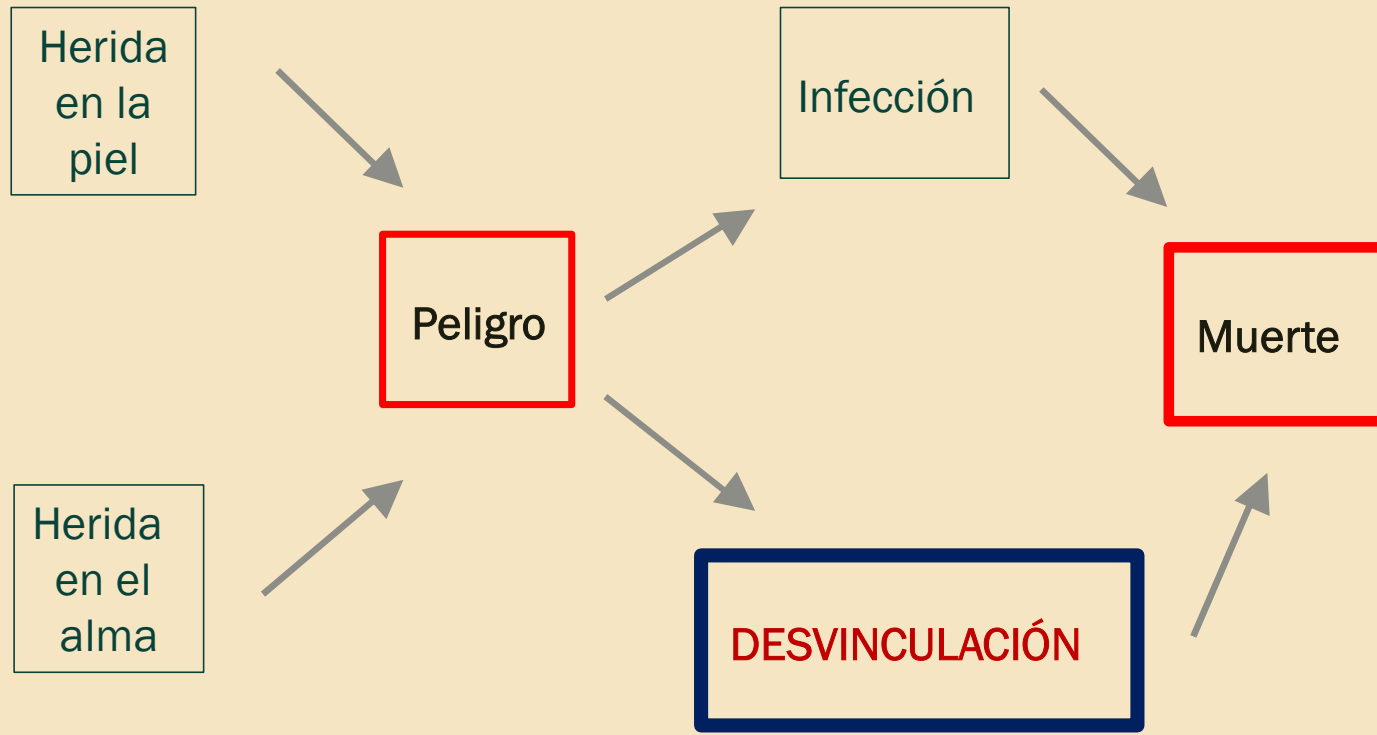 Herida
en la
piel
Infección
Peligro
Muerte
Herida
en el
alma
DESVINCULACIÓN